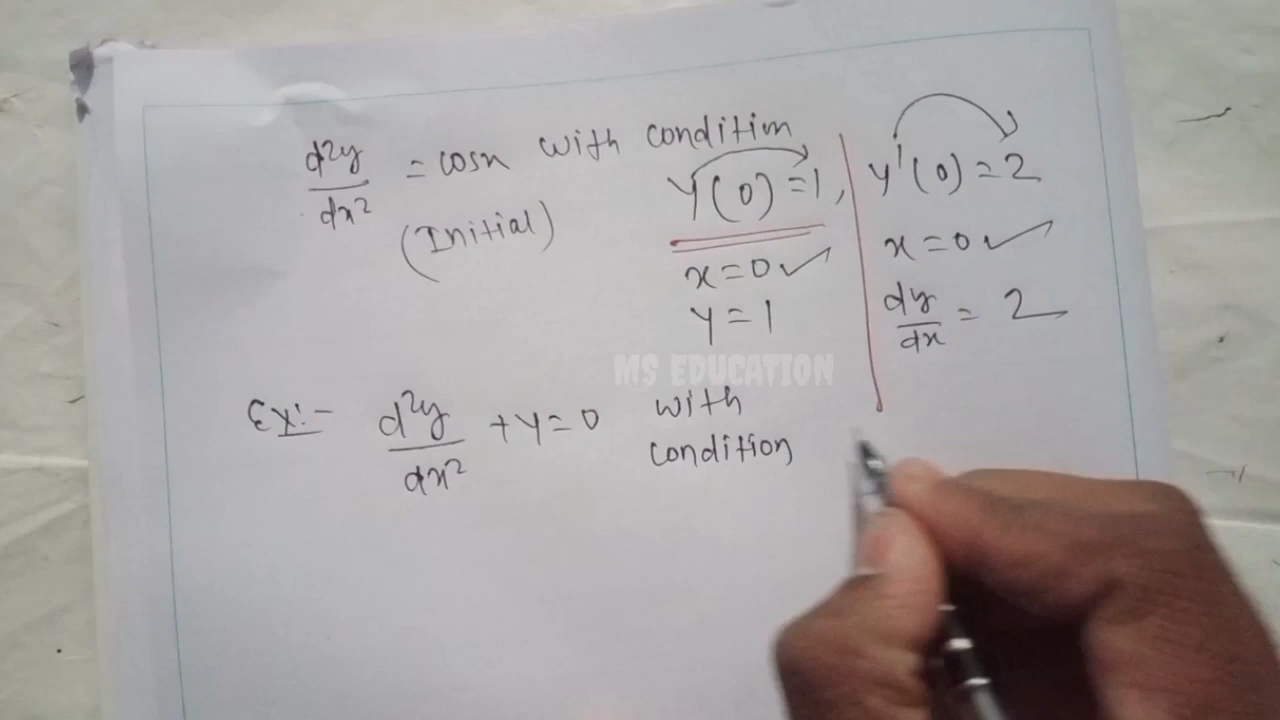 d²y/dx² = cosx with condition
y(0)=1, y'(0)=2
(Initial)
x=0✓ x=0✓
y=1 dy/dx = 2
MS EDUCATION
Ex:- d²y/dx² + y=0 with
condition